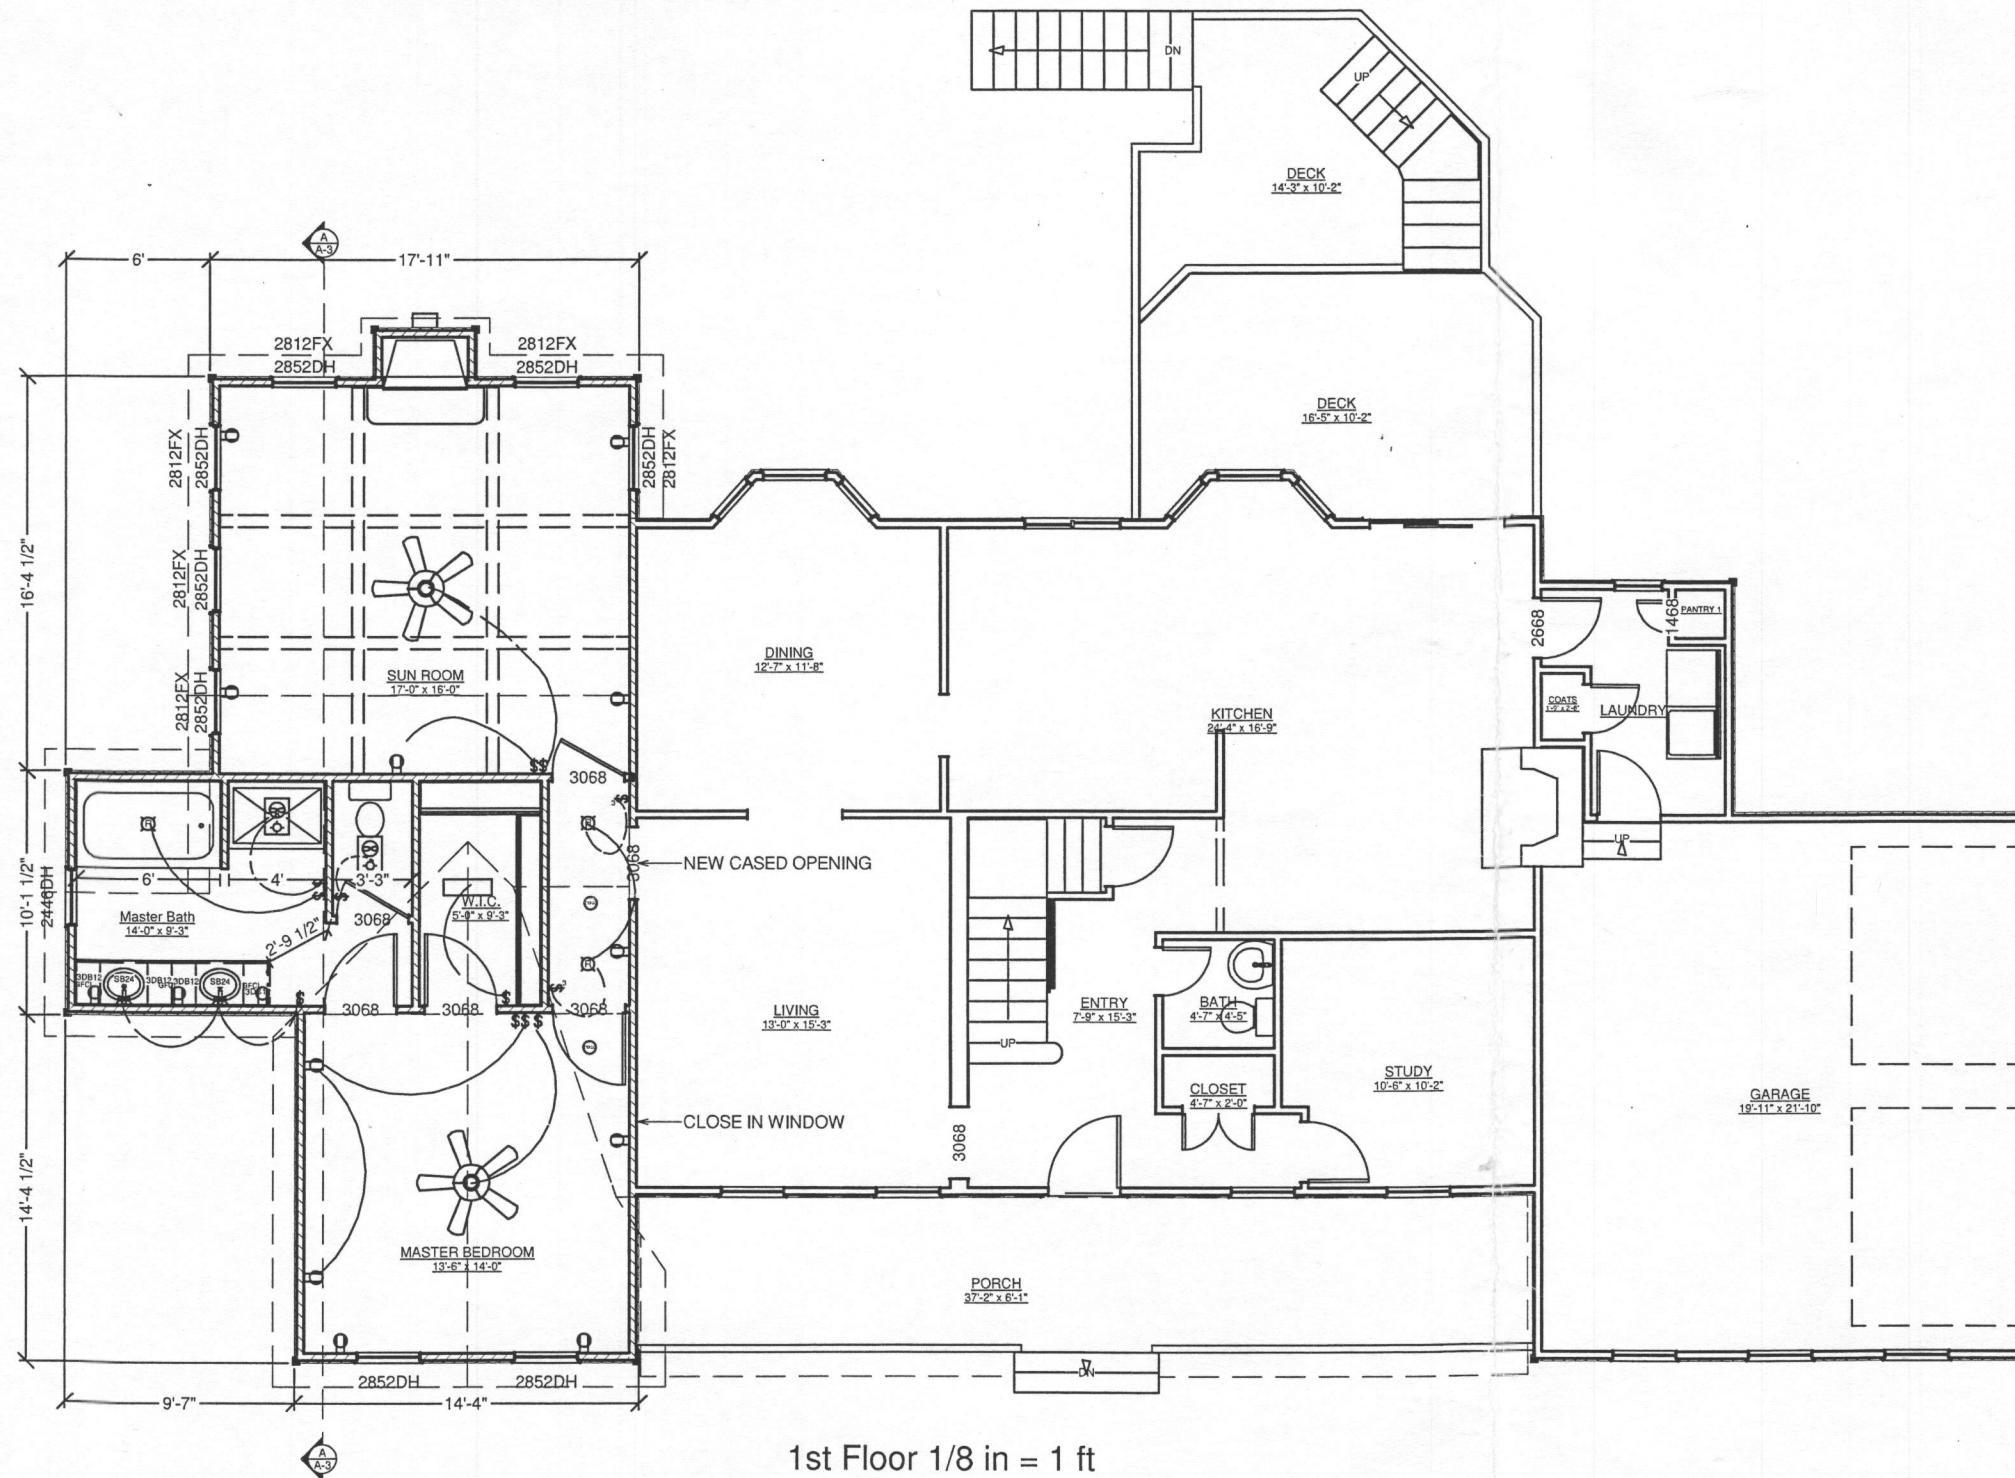 DN
UP
DECK
14'-3" x 10'-2"
A
A-3
6'
17'-11"
2812FX
2852DH
2812FX
2852DH
DECK
16'-5" x 10'-2"
2812FX
2852DH
2852DH
2812FX
16'-4 1/2"
2812FX
2852DH
2668
1468
PANTRY 1
DINING
12'-7" x 11'-8"
SUN ROOM
17'-0" x 16'-0"
2812FX
2852DH
COATS
LAUNDRY
KITCHEN
24'-4" x 16'-9"
$$
3068
UP
3068
NEW CASED OPENING
6'
4'
3'-3"
10'-1 1/2"
2446DH
W.I.C.
5'-0" x 9'-3"
Master Bath
14'-0" x 9'-3"
3068
2'-9 1/2"
3DB12
GFCI
SB24
3DB12
3DB12
SB24
GFCI
3068
3068
3068
$$$
ENTRY
7'-9" x 15'-3"
BATH
4'-7" x 4'-5"
LIVING
13'-0" x 15'-3"
UP
STUDY
10'-6" x 10'-2"
CLOSET
4'-7" x 2'-0"
GARAGE
19'-11" x 21'-10"
CLOSE IN WINDOW
3068
14'-4 1/2"
MASTER BEDROOM
13'-6" x 14'-0"
PORCH
37'-2" x 6'-1"
DN
2852DH
2852DH
9'-7"
14'-4"
A
A-3
1st Floor 1/8 in = 1 ft